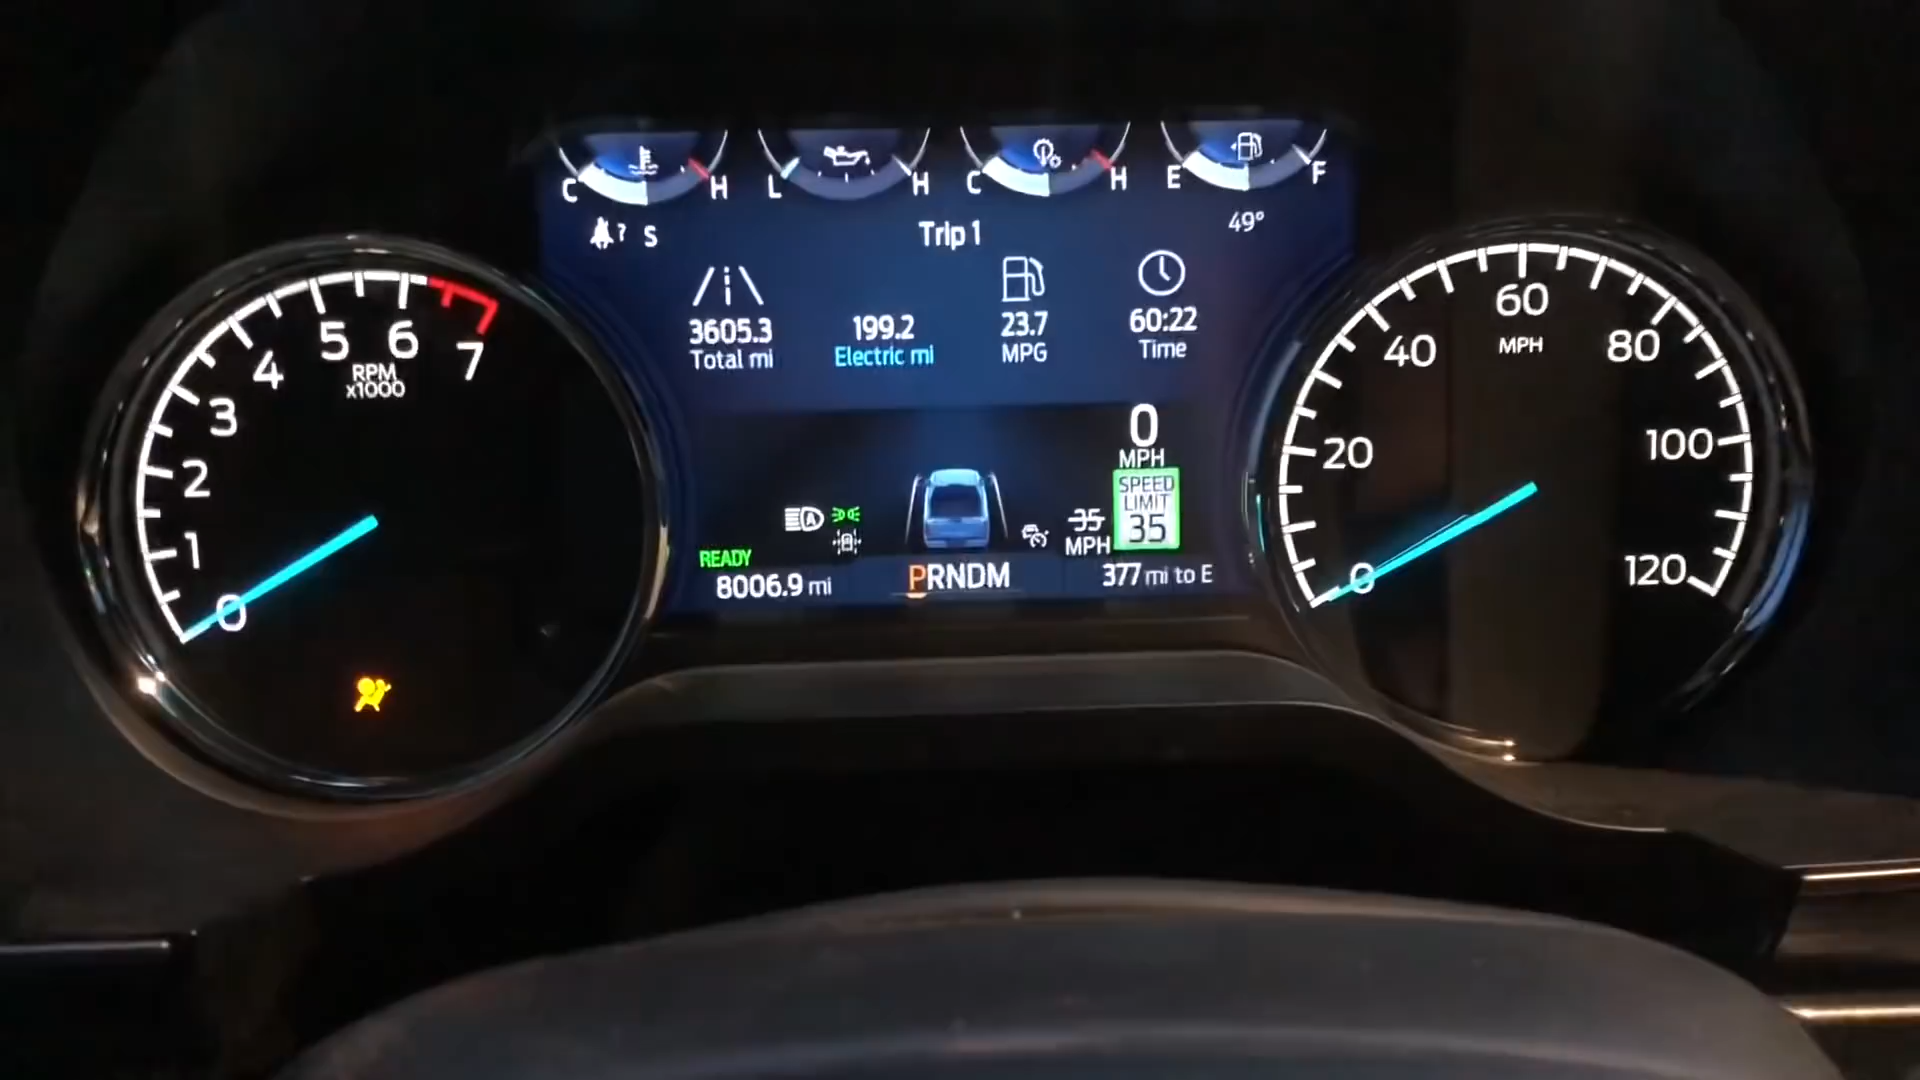 C H L H C H E F
? S Trip 1 49°
3605.3 199.2 23.7 60:22
Total mi Electric mi MPG Time
0
MPH
SPEED
LIMIT
35
35
MPH
A
READY
8006.9 mi PRNDM 377 mi to E
0 1 2 3 4 5 6 7
RPM
x1000
0 20 40 60 80 100 120
MPH